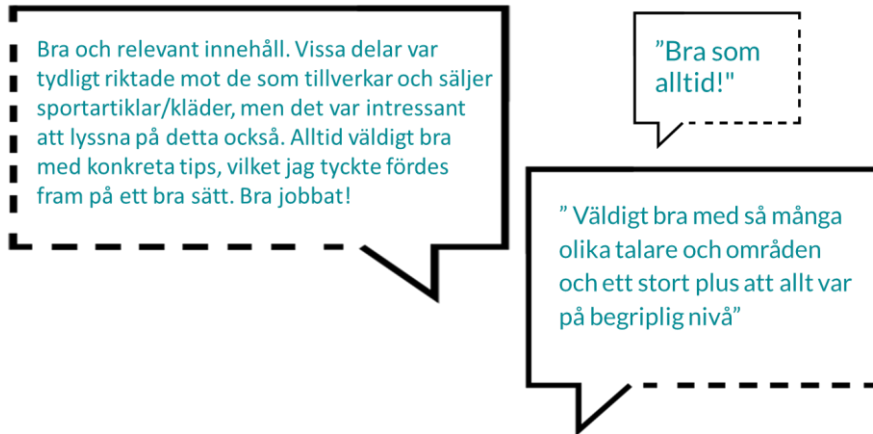 Bra och relevant innehåll. Vissa delar var
tydligt riktade mot de som tillverkar och säljer
sportartiklar/kläder, men det var intressant
att lyssna på detta också. Alltid väldigt bra
med konkreta tips, vilket jag tyckte fördes
fram på ett bra sätt. Bra jobbat!
”Bra som
alltid!"
” Väldigt bra med så många
olika talare och områden
och ett stort plus att allt var
på begriplig nivå”